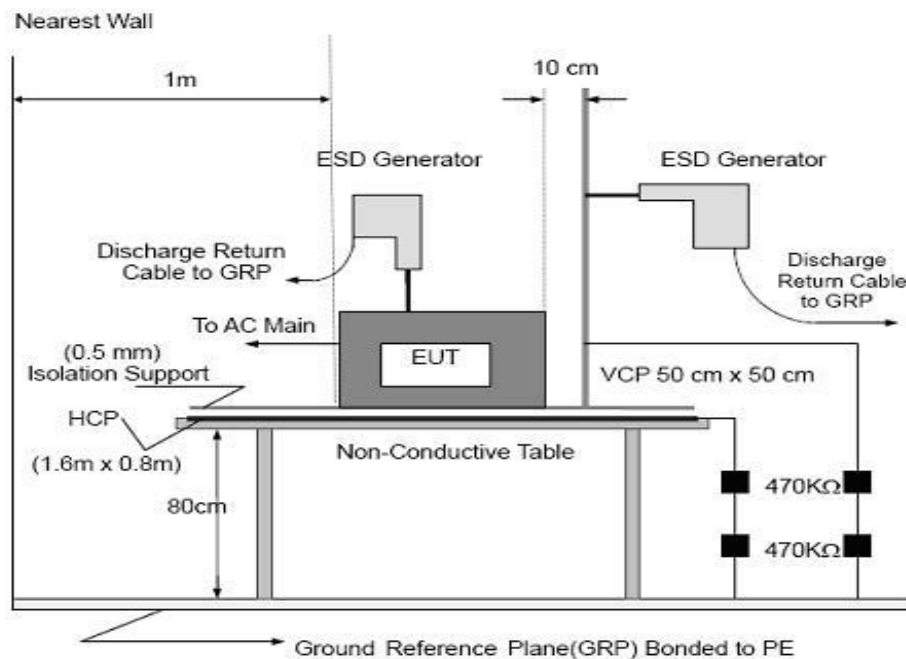 Nearest Wall
1m
10 cm
ESD Generator
ESD Generator
Discharge Return
Cable to GRP
Discharge
Return Cable
to GRP
To AC Main
(0.5 mm)
Isolation Support
EUT
VCP 50 cm x 50 cm
HCP
(1.6m x 0.8m)
Non-Conductive Table
80cm
470KΩ
470KΩ
Ground Reference Plane(GRP) Bonded to PE